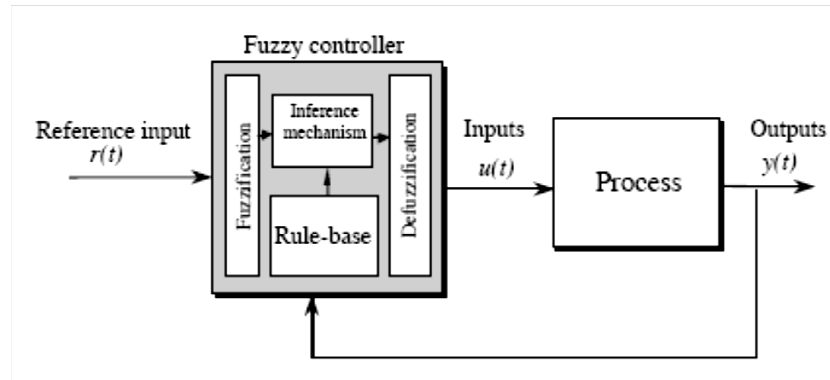 Fuzzy controller
Reference input
r(t)
Fuzzification
Inference
mechanism
Rule-base
Defuzzification
Inputs
u(t)
Process
Outputs
y(t)